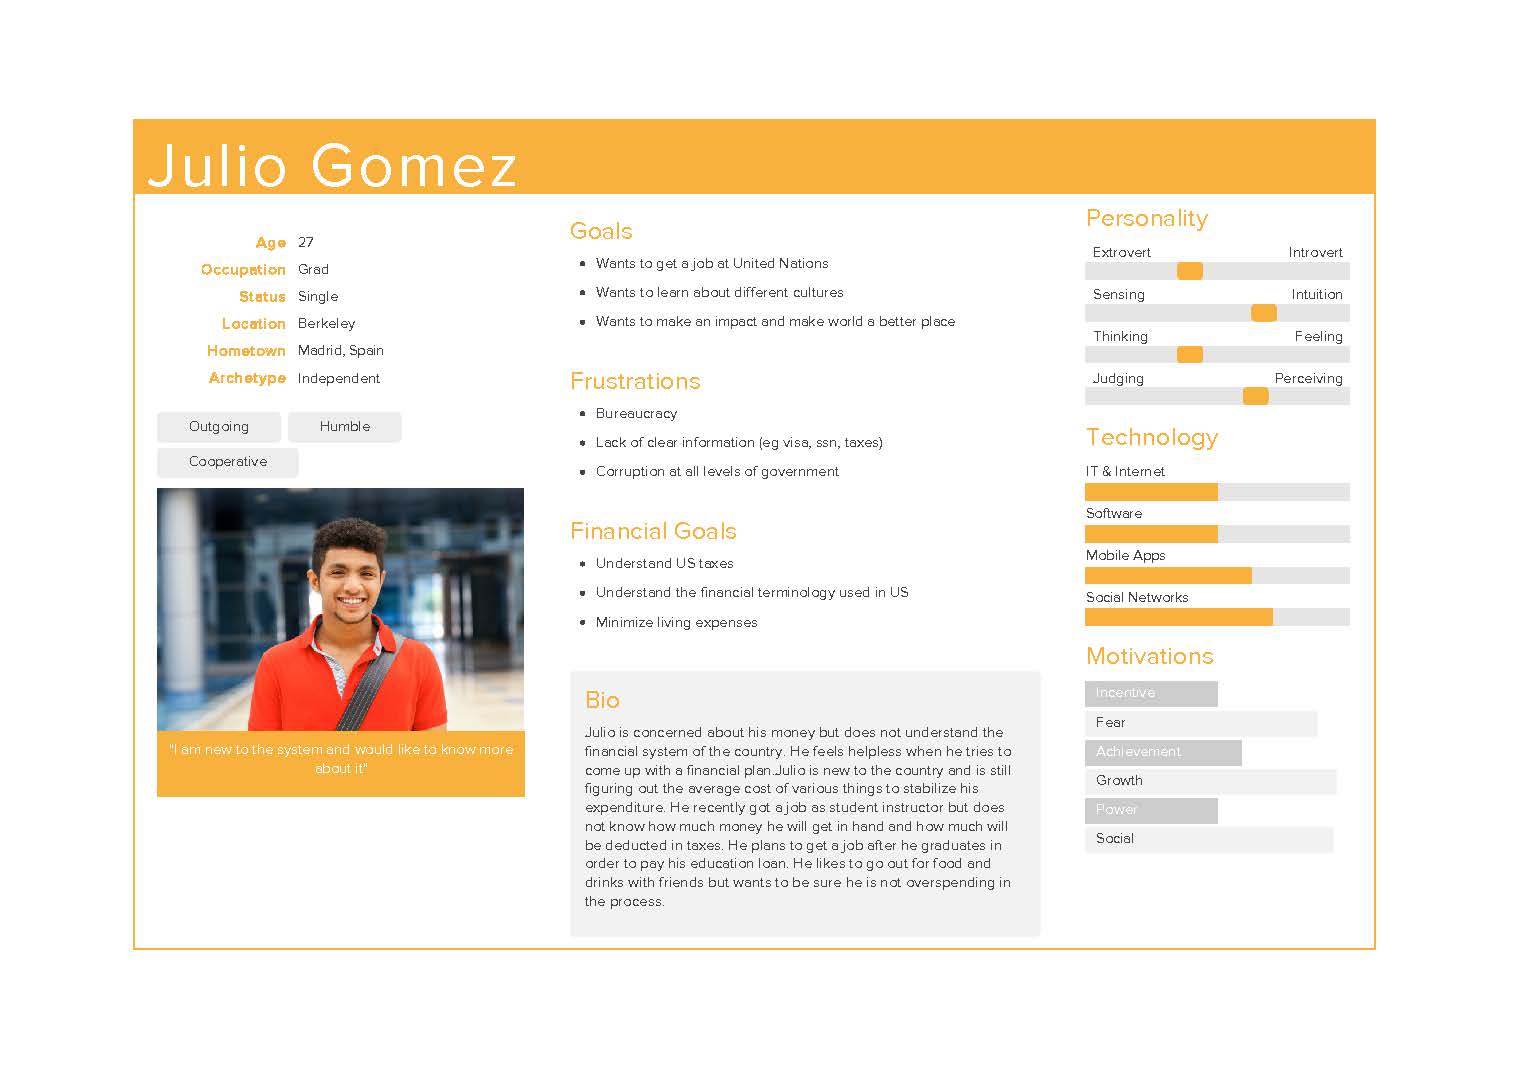 Julio Gomez
Age 27
Occupation Grad
Status Single
Location Berkeley
Hometown Madrid, Spain
Archetype Independent
Outgoing Humble
Cooperative
"I am new to the system and would like to know more
about it"
Goals
• Wants to get a job at United Nations
• Wants to learn about different cultures
• Wants to make an impact and make world a better place
Frustrations
• Bureaucracy
• Lack of clear information (eg visa, ssn, taxes)
• Corruption at all levels of government
Financial Goals
• Understand US taxes
• Understand the financial terminology used in US
• Minimize living expenses
Bio
Julio is concerned about his money but does not understand the
financial system of the country. He feels helpless when he tries to
come up with a financial plan.Julio is new to the country and is still
figuring out the average cost of various things to stabilize his
expenditure. He recently got a job as student instructor but does
not know how much money he will get in hand and how much will
be deducted in taxes. He plans to get a job after he graduates in
order to pay his education loan. He likes to go out for food and
drinks with friends but wants to be sure he is not overspending in
the process.
Personality
Extrovert Introvert
Sensing Intuition
Thinking Feeling
Judging Perceiving
Technology
IT & Internet
Software
Mobile Apps
Social Networks
Motivations
Incentive
Fear
Achievement
Growth
Power
Social